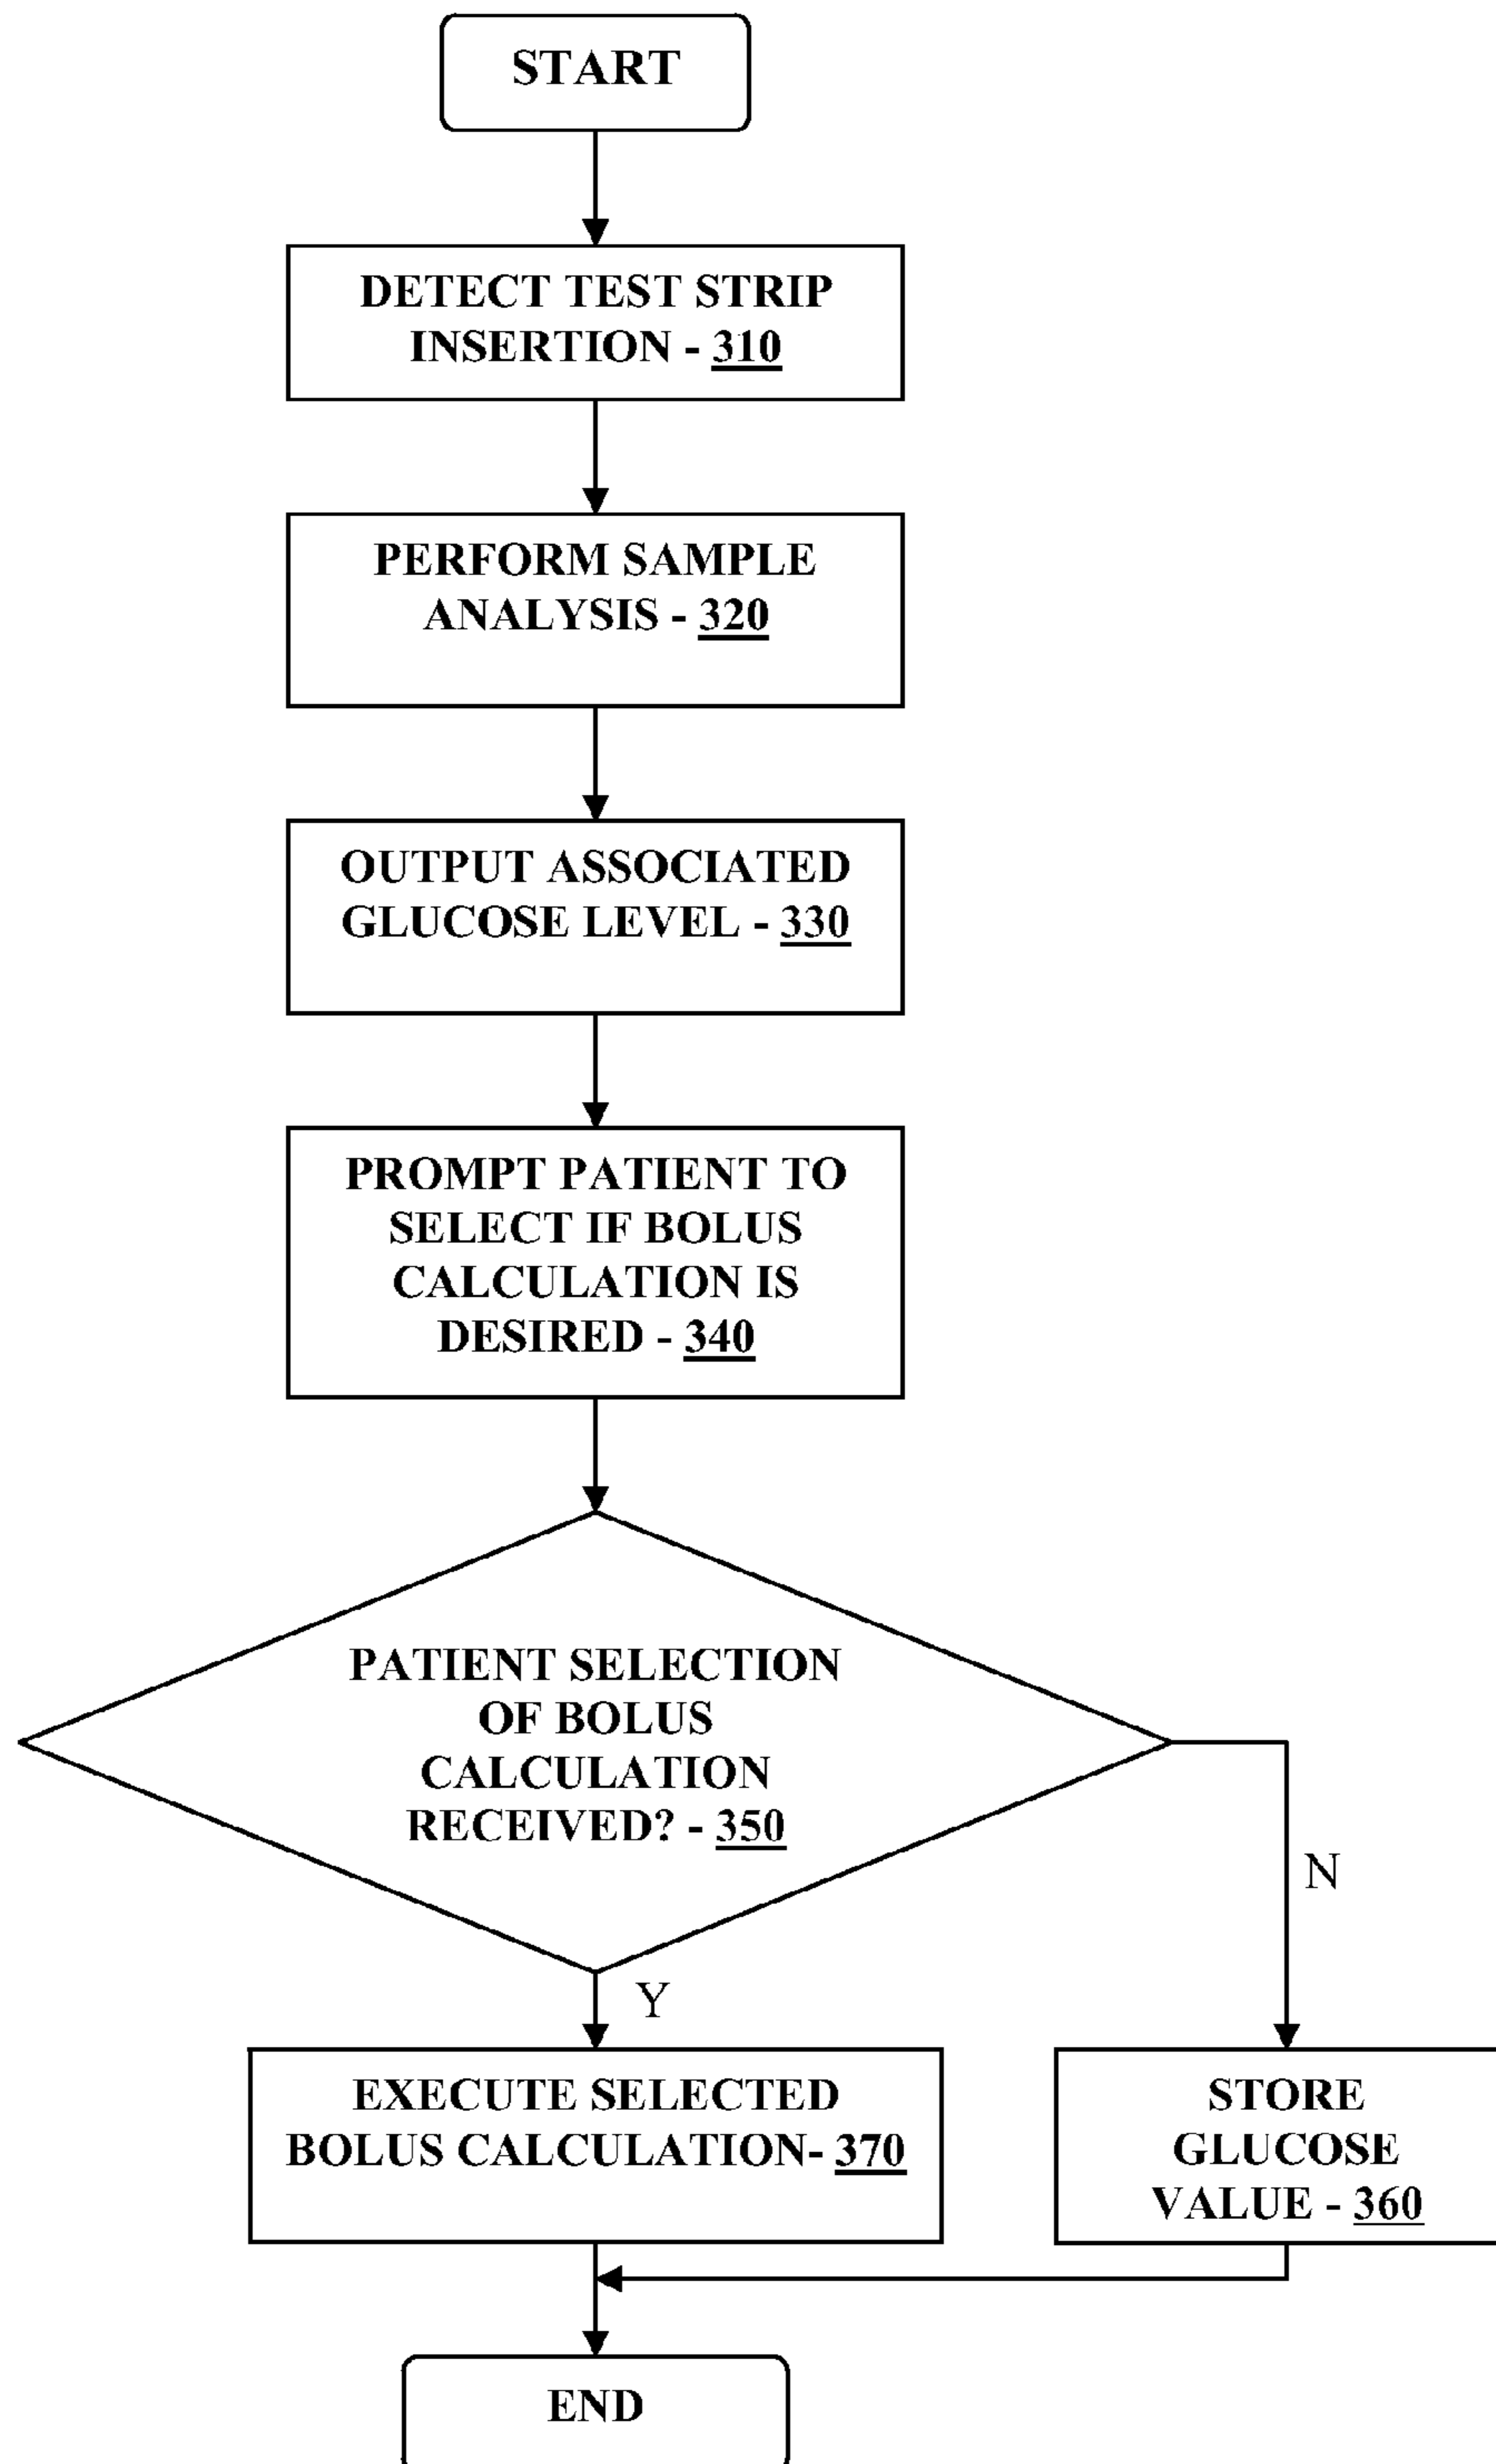 START
DETECT TEST STRIP
INSERTION - 310
PERFORM SAMPLE
ANALYSIS - 320
OUTPUT ASSOCIATED
GLUCOSE LEVEL - 330
PROMPT PATIENT TO
SELECT IF BOLUS
CALCULATION IS
DESIRED - 340
PATIENT SELECTION
OF BOLUS
CALCULATION
RECEIVED? - 350
N
Y
EXECUTE SELECTED
BOLUS CALCULATION- 370
STORE
GLUCOSE
VALUE - 360
END